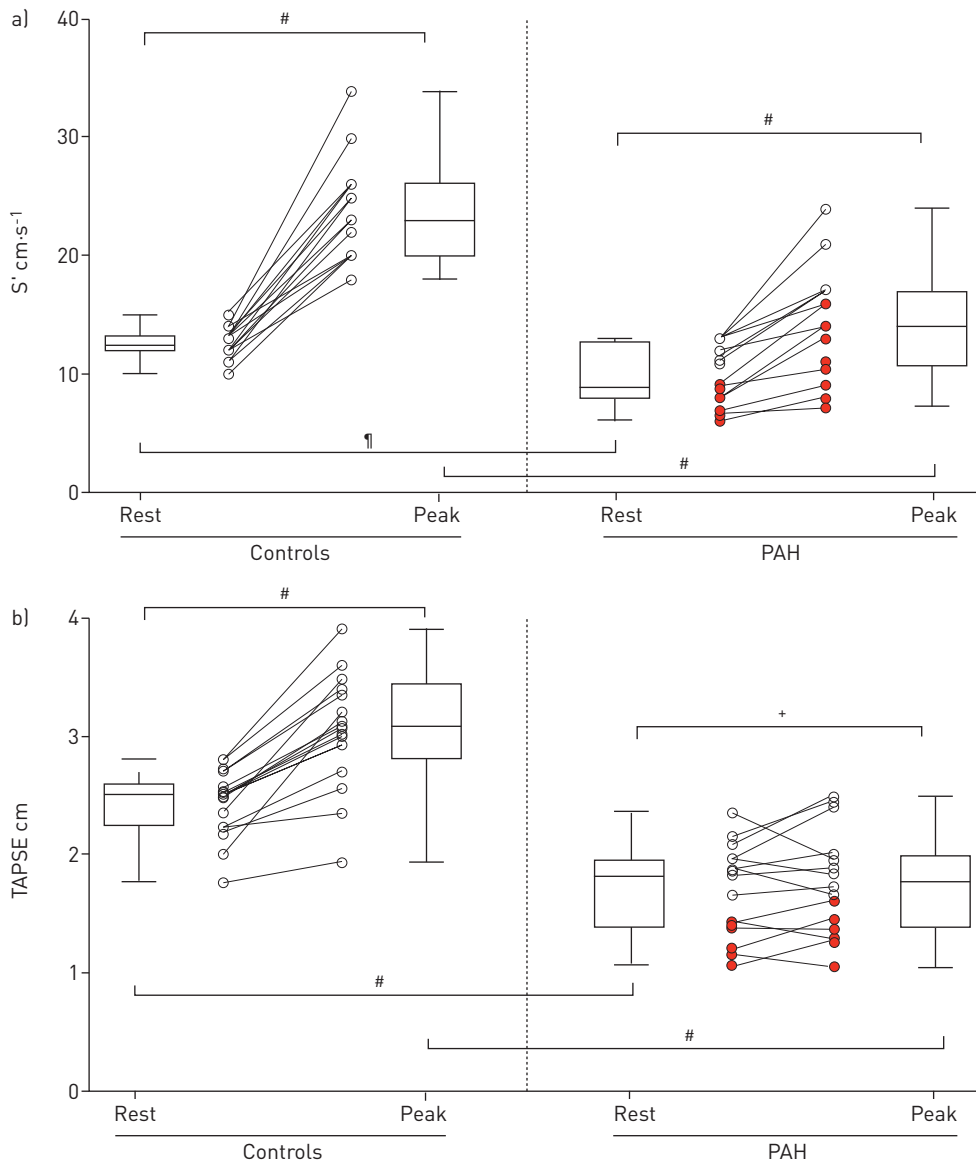 a)
40
30
20
10
0
S' cm·s-1
#
#
¶
#
Rest
Peak
Rest
Peak
Controls
PAH
b)
4
3
2
1
0
TAPSE cm
#
+
#
#
Rest
Peak
Rest
Peak
Controls
PAH